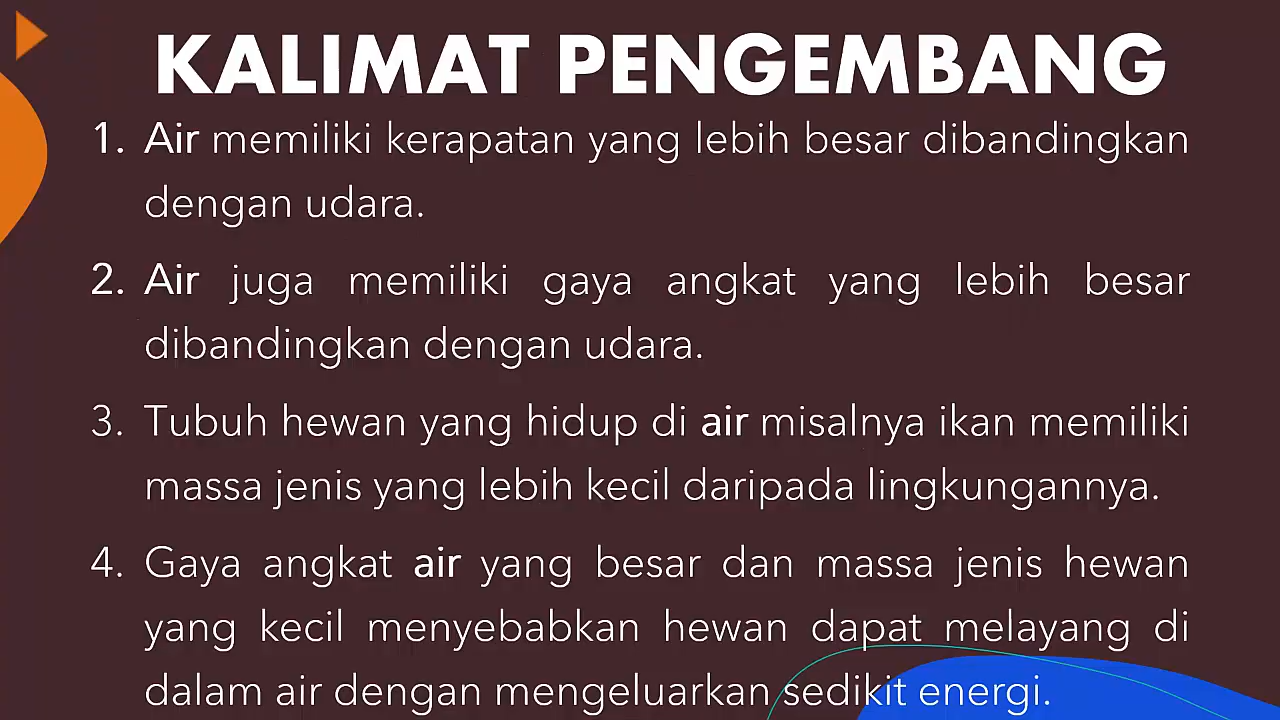 KALIMAT PENGEMBANG
1. Air memiliki kerapatan yang lebih besar dibandingkan
dengan udara.
2. Air juga memiliki gaya angkat yang lebih besar
dibandingkan dengan udara.
3. Tubuh hewan yang hidup di air misalnya ikan memiliki
massa jenis yang lebih kecil daripada lingkungannya.
4. Gaya angkat air yang besar dan massa jenis hewan
yang kecil menyebabkan hewan dapat melayang di
dalam air dengan mengeluarkan sedikit energi.